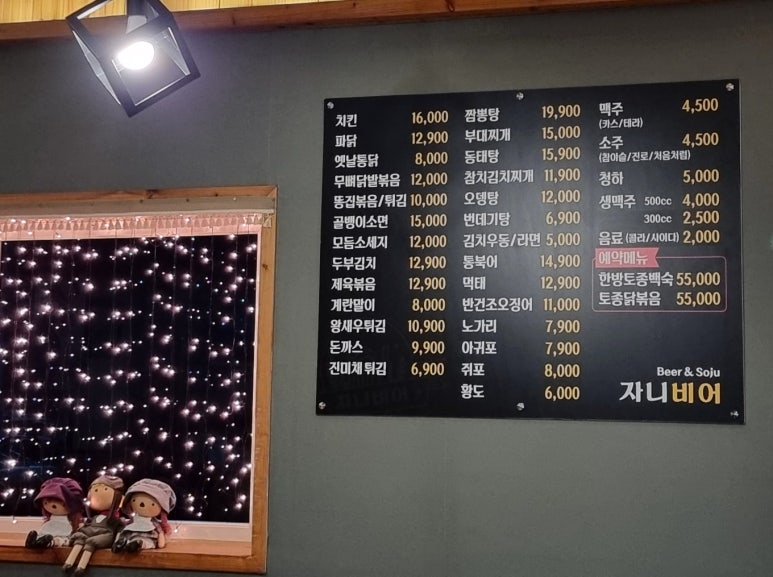 치킨 16,000
파닭 12,900
옛날통닭 8,000
무뼈닭발볶음 12,000
똥집볶음/튀김 10,000
골뱅이소면 15,000
모듬소세지 12,000
두부김치 12,900
제육볶음 12,900
계란말이 8,000
왕새우튀김 10,900
돈까스 9,900
진미채 튀김 6,900
짬뽕탕 19,900
부대찌개 15,000
동태탕 15,900
참치김치찌개 11,900
오뎅탕 12,000
번데기탕 6,900
김치우동/라면 5,000
통북어 14,900
먹태 12,900
반건조오징어 11,000
노가리 7,900
아귀포 7,900
쥐포 8,000
황도 6,000
맥주 4,500
(카스/테라)
소주 4,500
(참이슬/진로/처음처럼)
청하 5,000
생맥주 500cc 4,000
300cc 2,500
음료 (콜라/사이다) 2,000
예약메뉴
한방토종백숙 55,000
토종닭볶음 55,000
Beer & Soju
자니비어